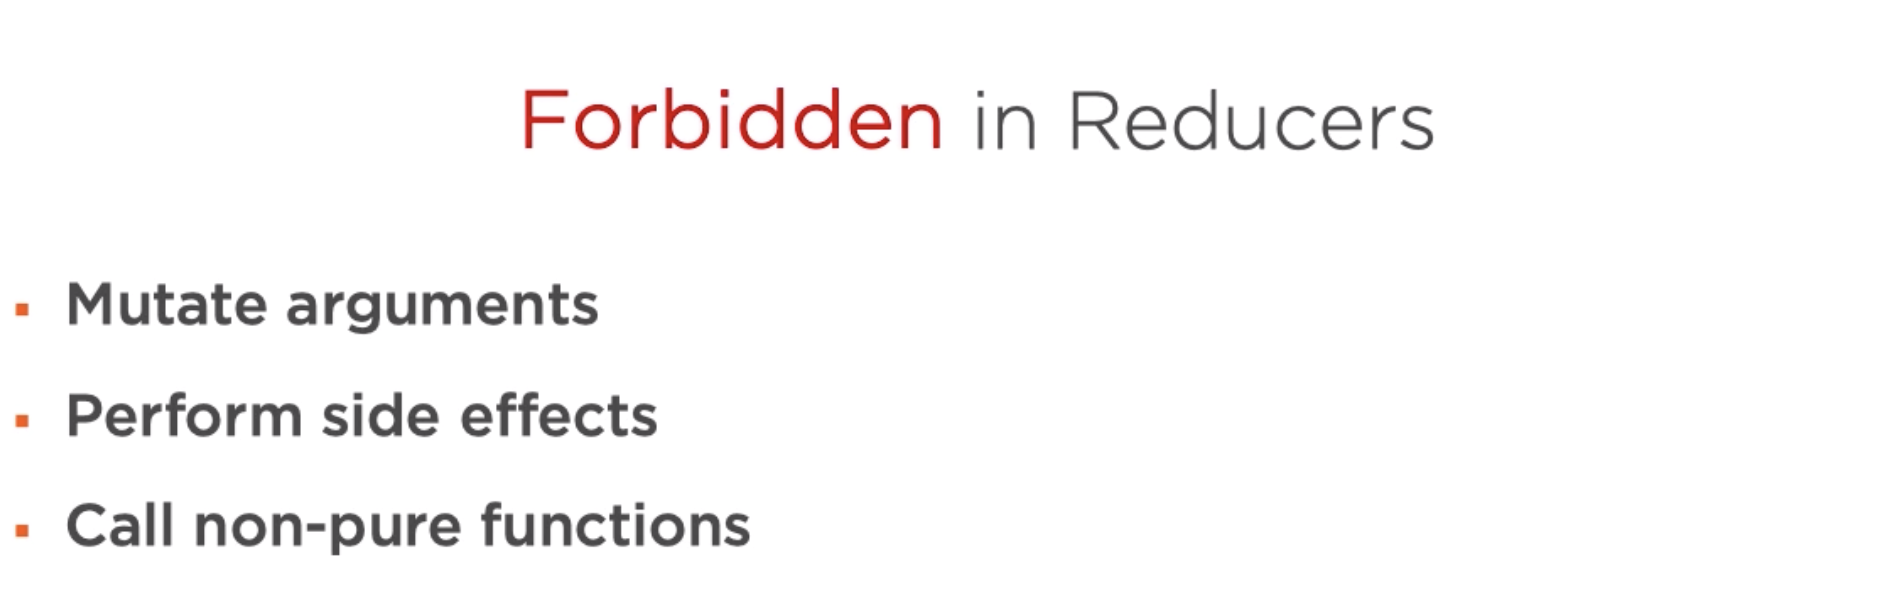 Forbidden in Reducers
▪ Mutate arguments
▪ Perform side effects
▪ Call non-pure functions